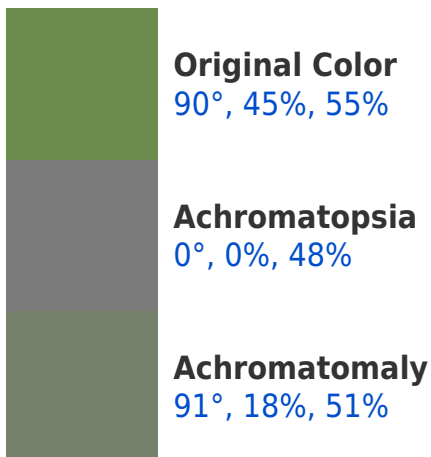 Original Color
90°, 45%, 55%
Achromatopsia
0°, 0%, 48%
Achromatomaly
91°, 18%, 51%